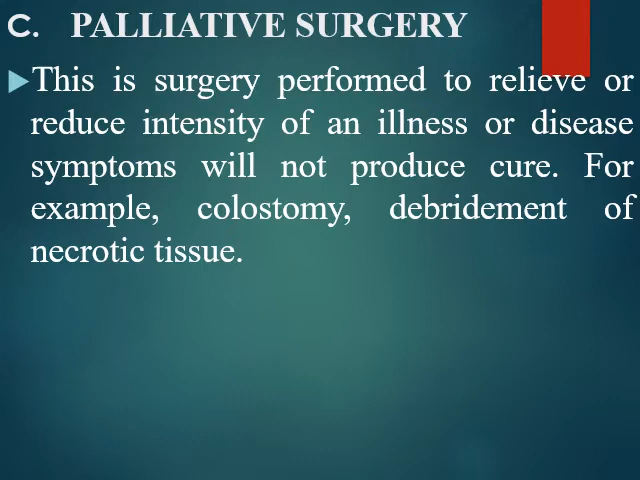 C. PALLIATIVE SURGERY
This is surgery performed to relieve or
reduce intensity of an illness or disease
symptoms will not produce cure. For
example, colostomy, debridement of
necrotic tissue.